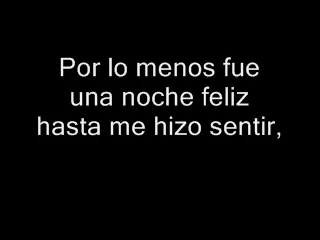 Por lo menos fue
una noche feliz
hasta me hizo sentir,